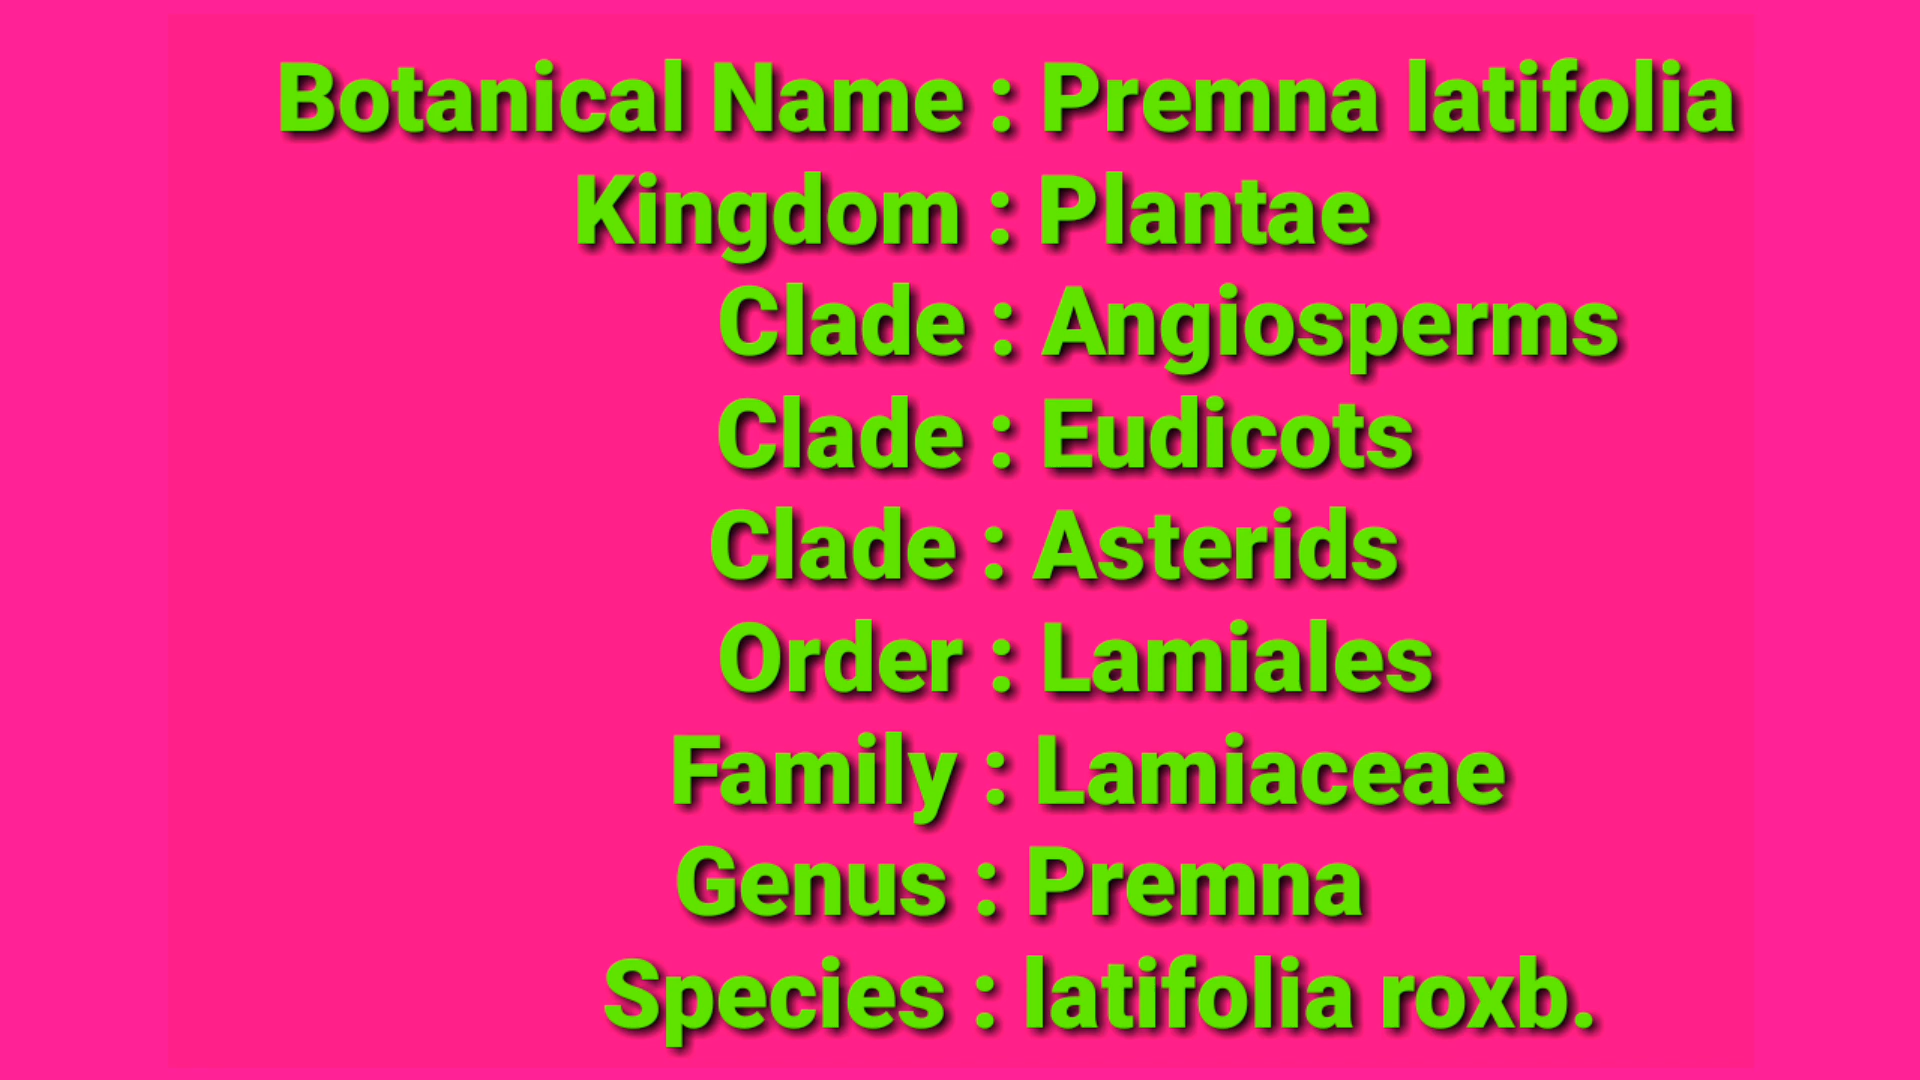 Botanical Name : Premna latifolia
Kingdom : Plantae
Clade : Angiosperms
Clade : Eudicots
Clade : Asterids
Order : Lamiales
Family : Lamiaceae
Genus : Premna
Species : latifolia roxb.